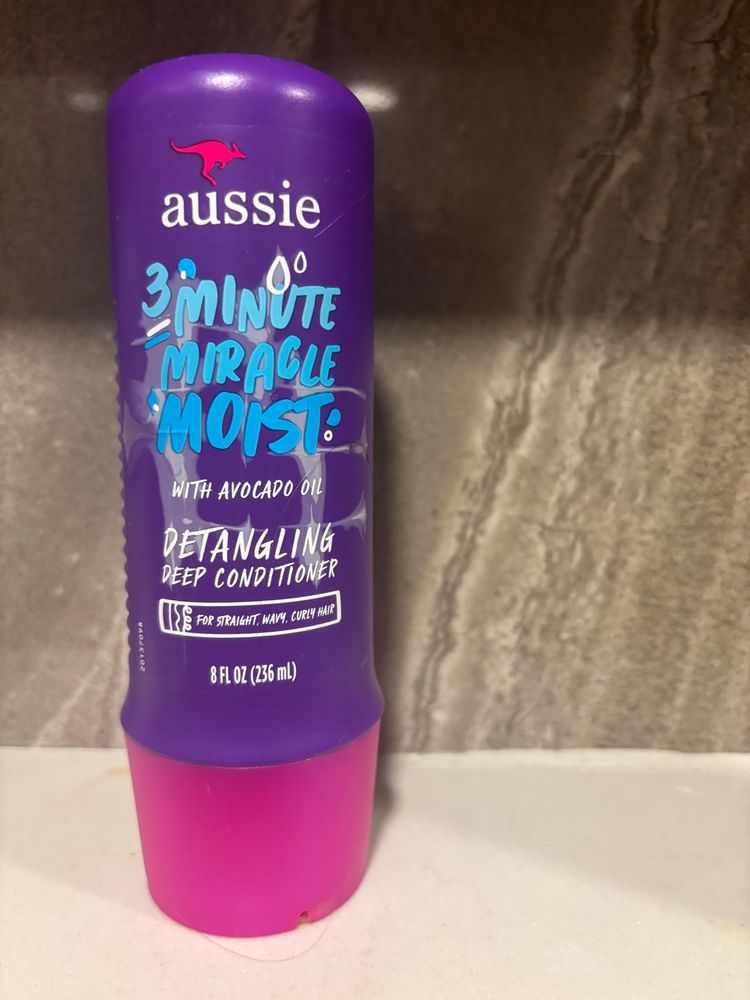 aussie
3 MINUTE
MIRACLE
MOIST
WITH AVOCADO OIL
DETANGLING
DEEP CONDITIONER
FOR STRAIGHT, WAVY, CURLY HAIR
8 FL OZ (236 mL)
20137098